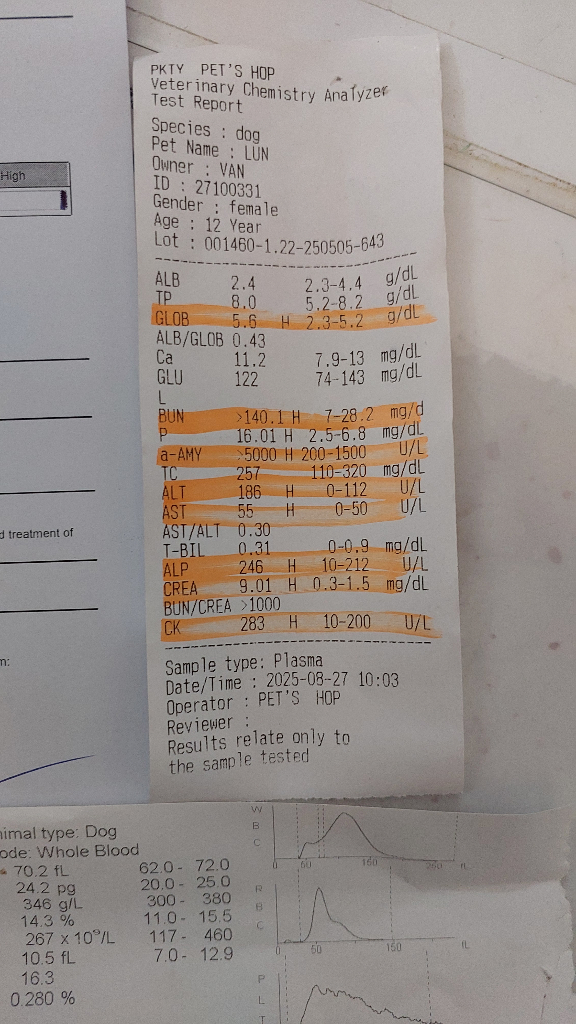 High
d treatment of
n:
PKTY PET'S HOP
Veterinary Chemistry Analyzer
Test Report
Species : dog
Pet Name : LUN
Owner : VAN
ID : 27100331
Gender : female
Age : 12 Year
Lot : 001460-1.22-250505-643
ALB 2.4 2.3-4.4 g/dL
TP 8.0 5.2-8.2 g/dL
GLOB 5.6 H 2.3-5.2 g/dL
ALB/GLOB 0.43
Ca 11.2 7.9-13 mg/dL
GLU 122 74-143 mg/dL
L
BUN >140.1 H 7-28.2 mg/d
P 16.01 H 2.5-6.8 mg/dL
a-AMY >5000 H 200-1500 U/L
TC 257 110-320 mg/dL
ALT 186 H 0-112 U/L
AST 55 H 0-50 U/L
AST/ALT 0.30
T-BIL 0.31 0-0.9 mg/dL
ALP 246 H 10-212 U/L
CREA 9.01 H 0.3-1.5 mg/dL
BUN/CREA >1000
CK 283 H 10-200 U/L
Sample type: Plasma
Date/Time : 2025-08-27 10:03
Operator : PET'S HOP
Reviewer :
Results relate only to
the sample tested
nimal type: Dog
ode: Whole Blood
70.2 fL 62.0- 72.0
24.2 pg 20.0- 25.0
346 g/L 300- 380
14.3 % 11.0- 15.5
267 x 10⁹/L 117- 460
10.5 fL 7.0- 12.9
16.3
0.280 %
W
B
C
0 50 150 250 fL
R
B
C
0 50 150 fL
P
L
T